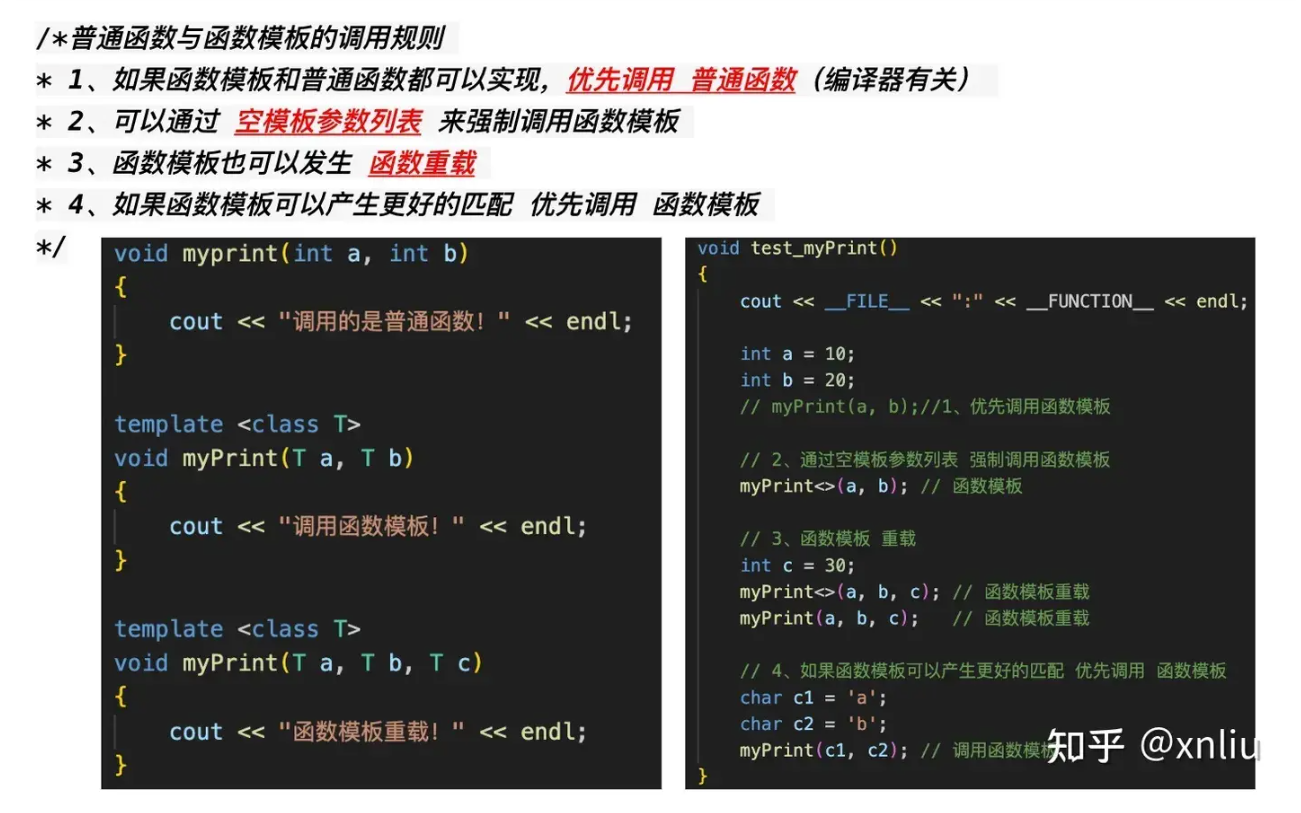 /*普通函数与函数模板的调用规则
* 1、如果函数模板和普通函数都可以实现，优先调用 普通函数（编译器有关）
* 2、可以通过 空模板参数列表 来强制调用函数模板
* 3、函数模板也可以发生 函数重载
* 4、如果函数模板可以产生更好的匹配 优先调用 函数模板
*/
void myprint(int a, int b)
{
cout << "调用的是普通函数！" << endl;
}
template <class T>
void myPrint(T a, T b)
{
cout << "调用函数模板！" << endl;
}
template <class T>
void myPrint(T a, T b, T c)
{
cout << "函数模板重载！" << endl;
}
void test_myPrint()
{
cout << __FILE__ << ":" << __FUNCTION__ << endl;
int a = 10;
int b = 20;
// myPrint(a, b);//1、优先调用函数模板
// 2、通过空模板参数列表 强制调用函数模板
myPrint<>(a, b); // 函数模板
// 3、函数模板 重载
int c = 30;
myPrint<>(a, b, c); // 函数模板重载
myPrint(a, b, c); // 函数模板重载
// 4、如果函数模板可以产生更好的匹配 优先调用 函数模板
char c1 = 'a';
char c2 = 'b';
myPrint(c1, c2); // 调用函数模板
}
知乎 @xnliu